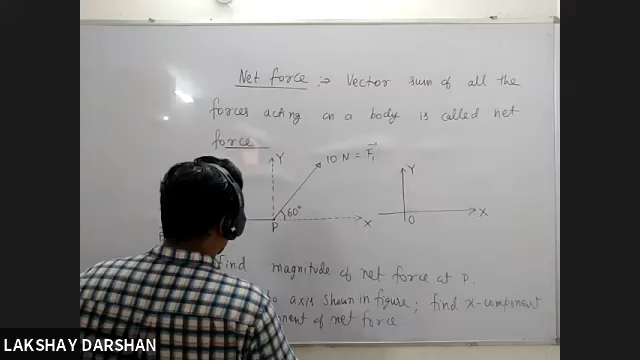 Net force :→ Vector sum of all the
forces acting on a body is called net
force
Y
10 N = F₁
60°
P
X
Y
O
X
Find magnitude of net force at P.
axis shown in figure; find x-component
of net force
LAKSHAY DARSHAN